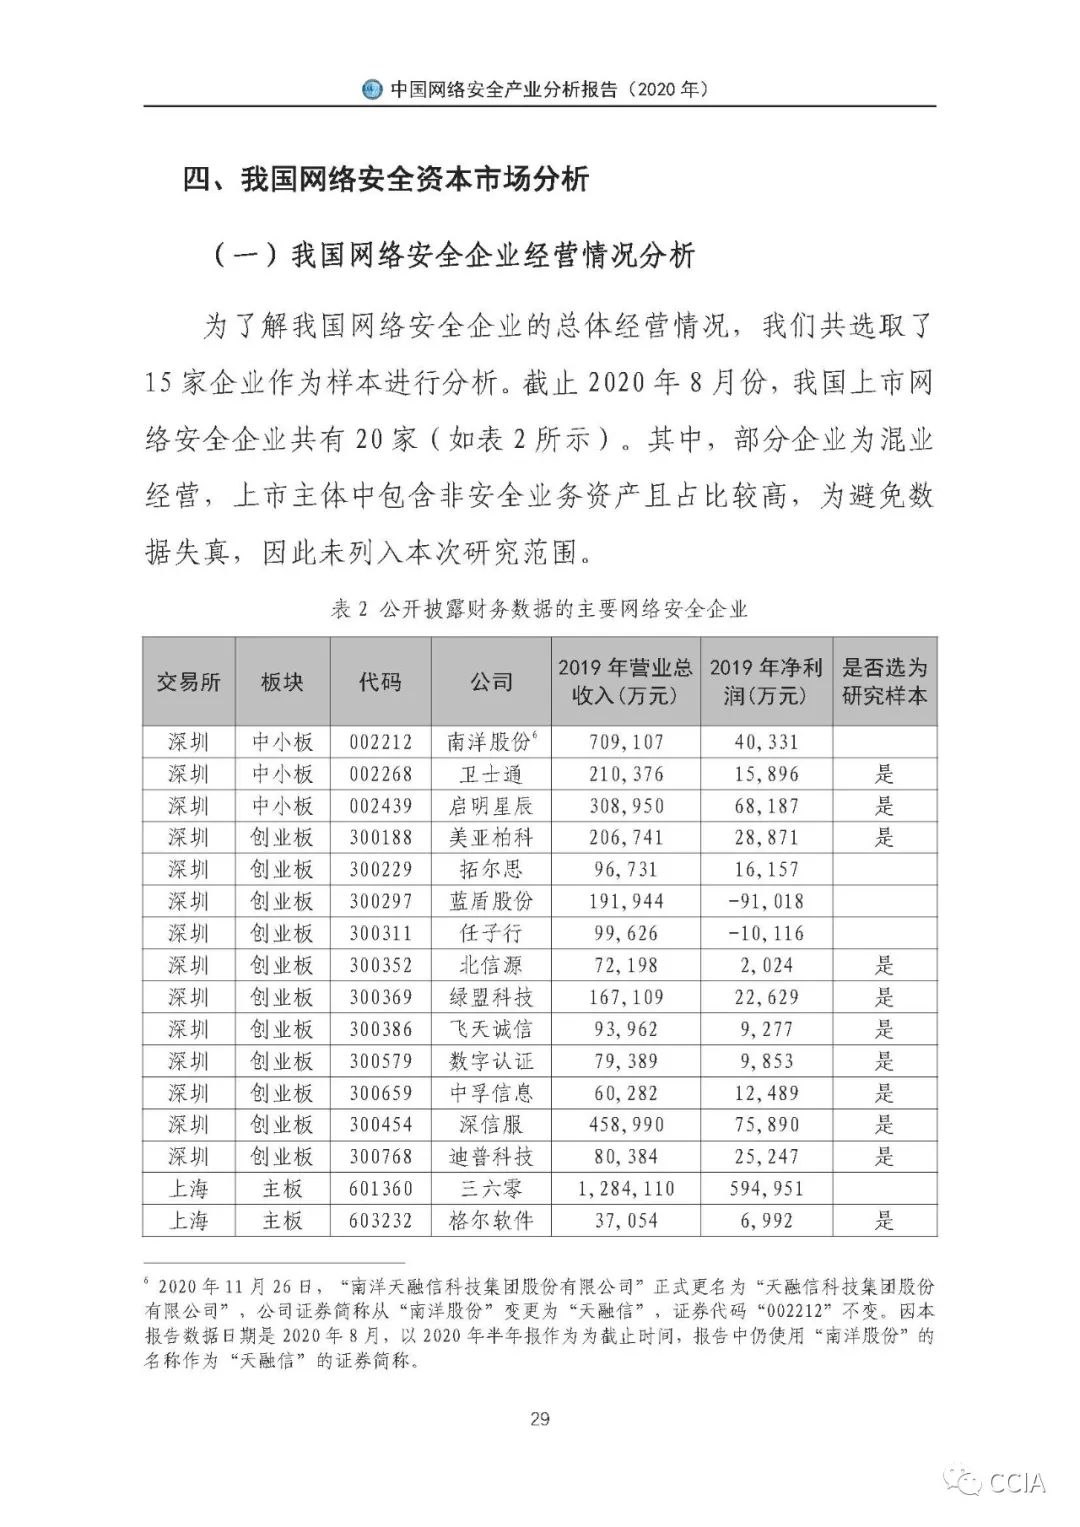 中国网络安全产业分析报告（2020 年）
四、我国网络安全资本市场分析
（一）我国网络安全企业经营情况分析
为了解我国网络安全企业的总体经营情况，我们共选取了
15 家企业作为样本进行分析。截止 2020 年 8 月份，我国上市网
络安全企业共有 20 家（如表 2 所示）。其中，部分企业为混业
经营，上市主体中包含非安全业务资产且占比较高，为避免数
据失真，因此未列入本次研究范围。
表 2 公开披露财务数据的主要网络安全企业
交易所 板块 代码 公司 2019 年营业总收入(万元) 2019 年净利润(万元) 是否选为研究样本
深圳 中小板 002212 南洋股份6 709,107 40,331
深圳 中小板 002268 卫士通 210,376 15,896 是
深圳 中小板 002439 启明星辰 308,950 68,187 是
深圳 创业板 300188 美亚柏科 206,741 28,871 是
深圳 创业板 300229 拓尔思 96,731 16,157
深圳 创业板 300297 蓝盾股份 191,944 -91,018
深圳 创业板 300311 任子行 99,626 -10,116
深圳 创业板 300352 北信源 72,198 2,024 是
深圳 创业板 300369 绿盟科技 167,109 22,629 是
深圳 创业板 300386 飞天诚信 93,962 9,277 是
深圳 创业板 300579 数字认证 79,389 9,853 是
深圳 创业板 300659 中孚信息 60,282 12,489 是
深圳 创业板 300454 深信服 458,990 75,890 是
深圳 创业板 300768 迪普科技 80,384 25,247 是
上海 主板 601360 三六零 1,284,110 594,951
上海 主板 603232 格尔软件 37,054 6,992 是
6 2020 年 11 月 26 日，“南洋天融信科技集团股份有限公司”正式更名为“天融信科技集团股份
有限公司”，公司证券简称从“南洋股份”变更为“天融信”，证券代码“002212”不变。因本
报告数据日期是 2020 年 8 月，以 2020 年半年报作为为截止时间，报告中仍使用“南洋股份”的
名称作为“天融信”的证券简称。
29
CCIA